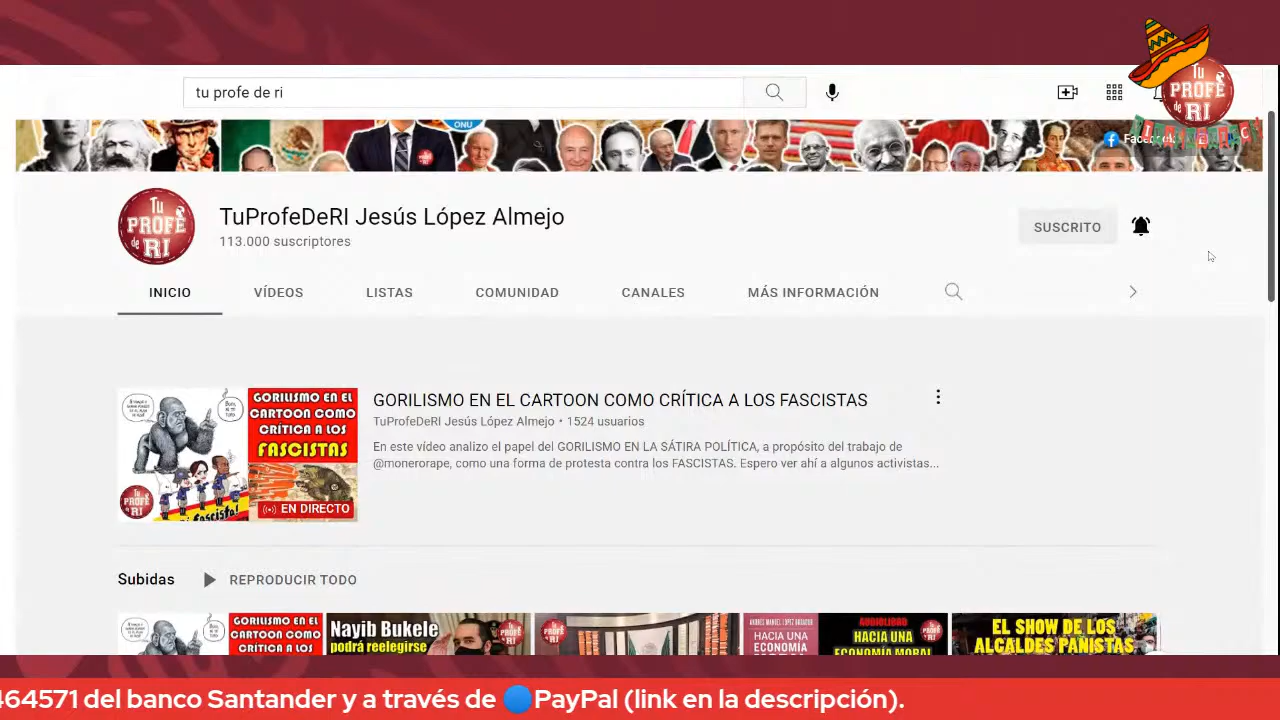 tu profe de ri
Tu
PROFE
de RI
ONU
Tu
PROFE
de RI
TuProfeDeRI Jesús López Almejo
113.000 suscriptores
SUSCRITO
INICIO
VÍDEOS
LISTAS
COMUNIDAD
CANALES
MÁS INFORMACIÓN
GORILISMO EN EL
CARTOON COMO
CRÍTICA A LOS
FASCISTAS
EN DIRECTO
GORILISMO EN EL CARTOON COMO CRÍTICA A LOS FASCISTAS
TuProfeDeRI Jesús López Almejo • 1524 usuarios
En este vídeo analizo el papel del GORILISMO EN LA SÁTIRA POLÍTICA, a propósito del trabajo de
@monerorape, como una forma de protesta contra los FASCISTAS. Espero ver ahí a algunos activistas...
Subidas
REPRODUCIR TODO
GORILISMO EN EL
CARTOON COMO
CRÍTICA A LOS
Nayib Bukele
podrá reelegirse
HACIA UNA
ECONOMÍA
AUDIOLIBRO
HACIA UNA
ECONOMÍA MORAL
EL SHOW DE LOS
ALCALDES PANISTAS
464571 del banco Santander y a través de PayPal (link en la descripción).